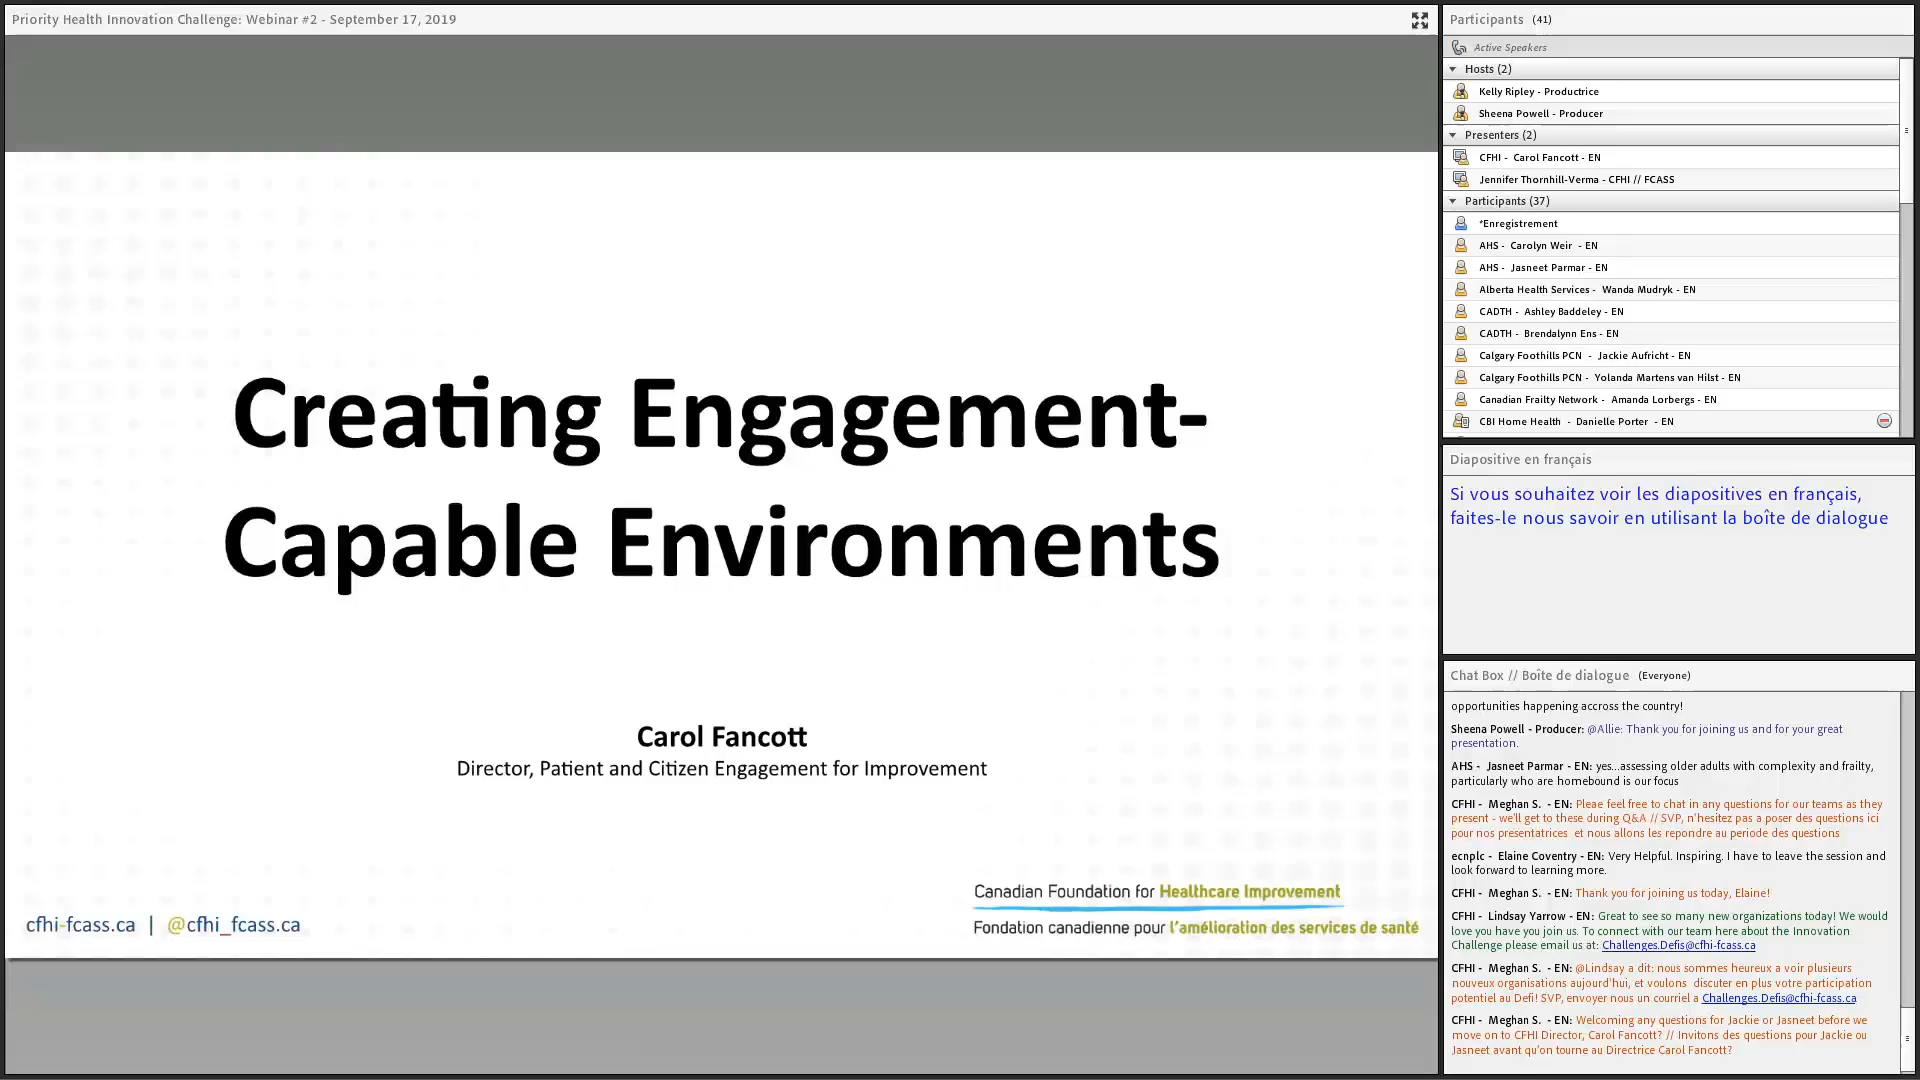 Priority Health Innovation Challenge: Webinar #2 - September 17, 2019
Creating Engagement-
Capable Environments
Carol Fancott
Director, Patient and Citizen Engagement for Improvement
cfhi-fcass.ca | @cfhi_fcass.ca
Canadian Foundation for Healthcare Improvement
Fondation canadienne pour l'amélioration des services de santé
Participants (41)
Active Speakers
Hosts (2)
Kelly Ripley - Productrice
Sheena Powell - Producer
Presenters (2)
CFHI - Carol Fancott - EN
Jennifer Thornhill-Verma - CFHI // FCASS
Participants (37)
*Enregistrement
AHS - Carolyn Weir - EN
AHS - Jasneet Parmar - EN
Alberta Health Services - Wanda Mudryk - EN
CADTH - Ashley Baddeley - EN
CADTH - Brendalynn Ens - EN
Calgary Foothills PCN - Jackie Aufricht - EN
Calgary Foothills PCN - Yolanda Martens van Hilst - EN
Canadian Frailty Network - Amanda Lorbergs - EN
CBI Home Health - Danielle Porter - EN
Diapositive en français
Si vous souhaitez voir les diapositives en français,
faites-le nous savoir en utilisant la boîte de dialogue
Chat Box // Boîte de dialogue (Everyone)
opportunities happening accross the country!
Sheena Powell - Producer: @Allie: Thank you for joining us and for your great
presentation.
AHS - Jasneet Parmar - EN: yes...assessing older adults with complexity and frailty,
particularly who are homebound is our focus
CFHI - Meghan S. - EN: Pleae feel free to chat in any questions for our teams as they
present - we'll get to these during Q&A // SVP, n'hesitez pas a poser des questions ici
pour nos presentatrices et nous allons les repondre au periode des questions
ecnplc - Elaine Coventry - EN: Very Helpful. Inspiring. I have to leave the session and
look forward to learning more.
CFHI - Meghan S. - EN: Thank you for joining us today, Elaine!
CFHI - Lindsay Yarrow - EN: Great to see so many new organizations today! We would
love you have you join us. To connect with our team here about the Innovation
Challenge please email us at: Challenges.Defis@cfhi-fcass.ca
CFHI - Meghan S. - EN: @Lindsay a dit: nous sommes heureux a voir plusieurs
nouveux organisations aujourd'hui, et voulons discuter en plus votre participation
potentiel au Defi! SVP, envoyer nous un courriel a Challenges.Defis@cfhi-fcass.ca
CFHI - Meghan S. - EN: Welcoming any questions for Jackie or Jasneet before we
move on to CFHI Director, Carol Fancott? // Invitons des questions pour Jackie ou
Jasneet avant qu'on tourne au Directrice Carol Fancott?